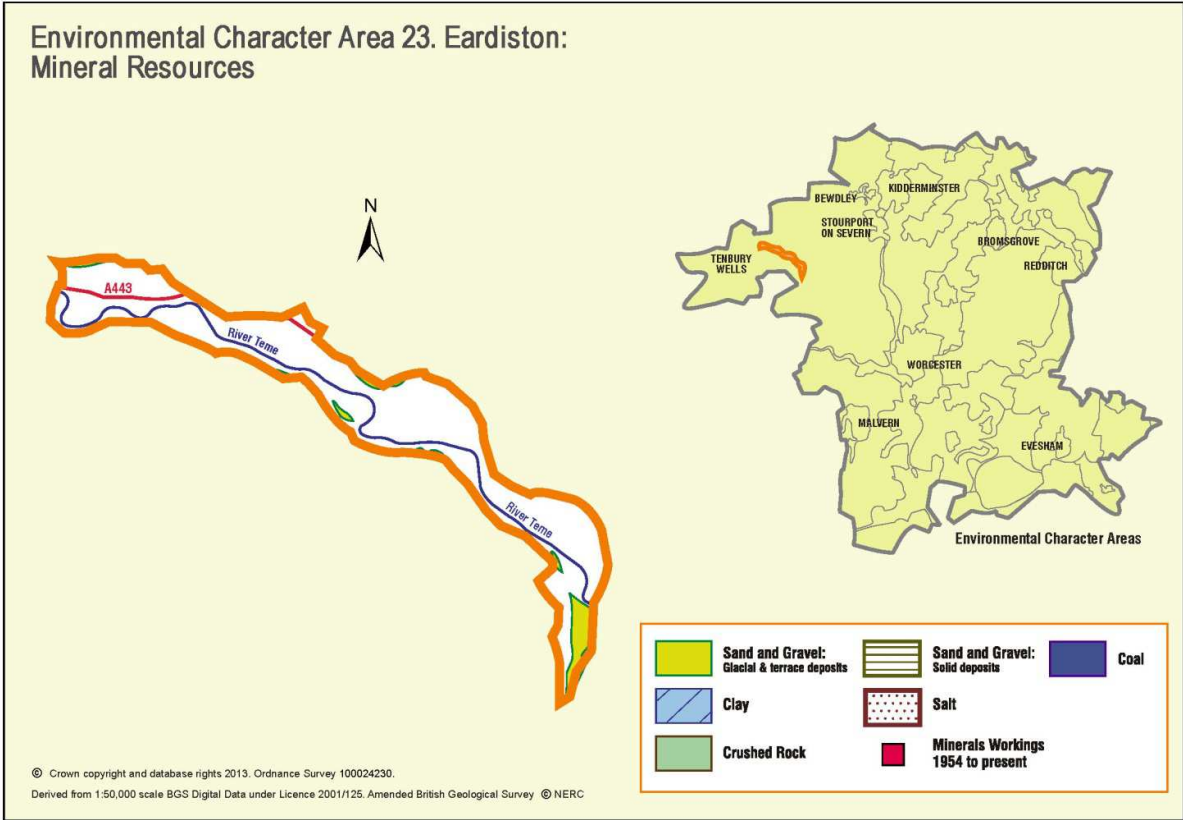 Environmental Character Area 23. Eardiston:
Mineral Resources
N
A443
River Teme
River Teme
KIDDERMINSTER
BEWDLEY
STOURPORT
ON SEVERN
BROMSGROVE
TENBURY
WELLS
REDDITCH
WORCESTER
MALVERN
EVESHAM
Environmental Character Areas
Sand and Gravel:
Glacial & terrace deposits
Sand and Gravel:
Solid deposits
Coal
Clay
Salt
Crushed Rock
Minerals Workings
1954 to present
© Crown copyright and database rights 2013. Ordnance Survey 100024230.
Derived from 1:50,000 scale BGS Digital Data under Licence 2001/125. Amended British Geological Survey © NERC